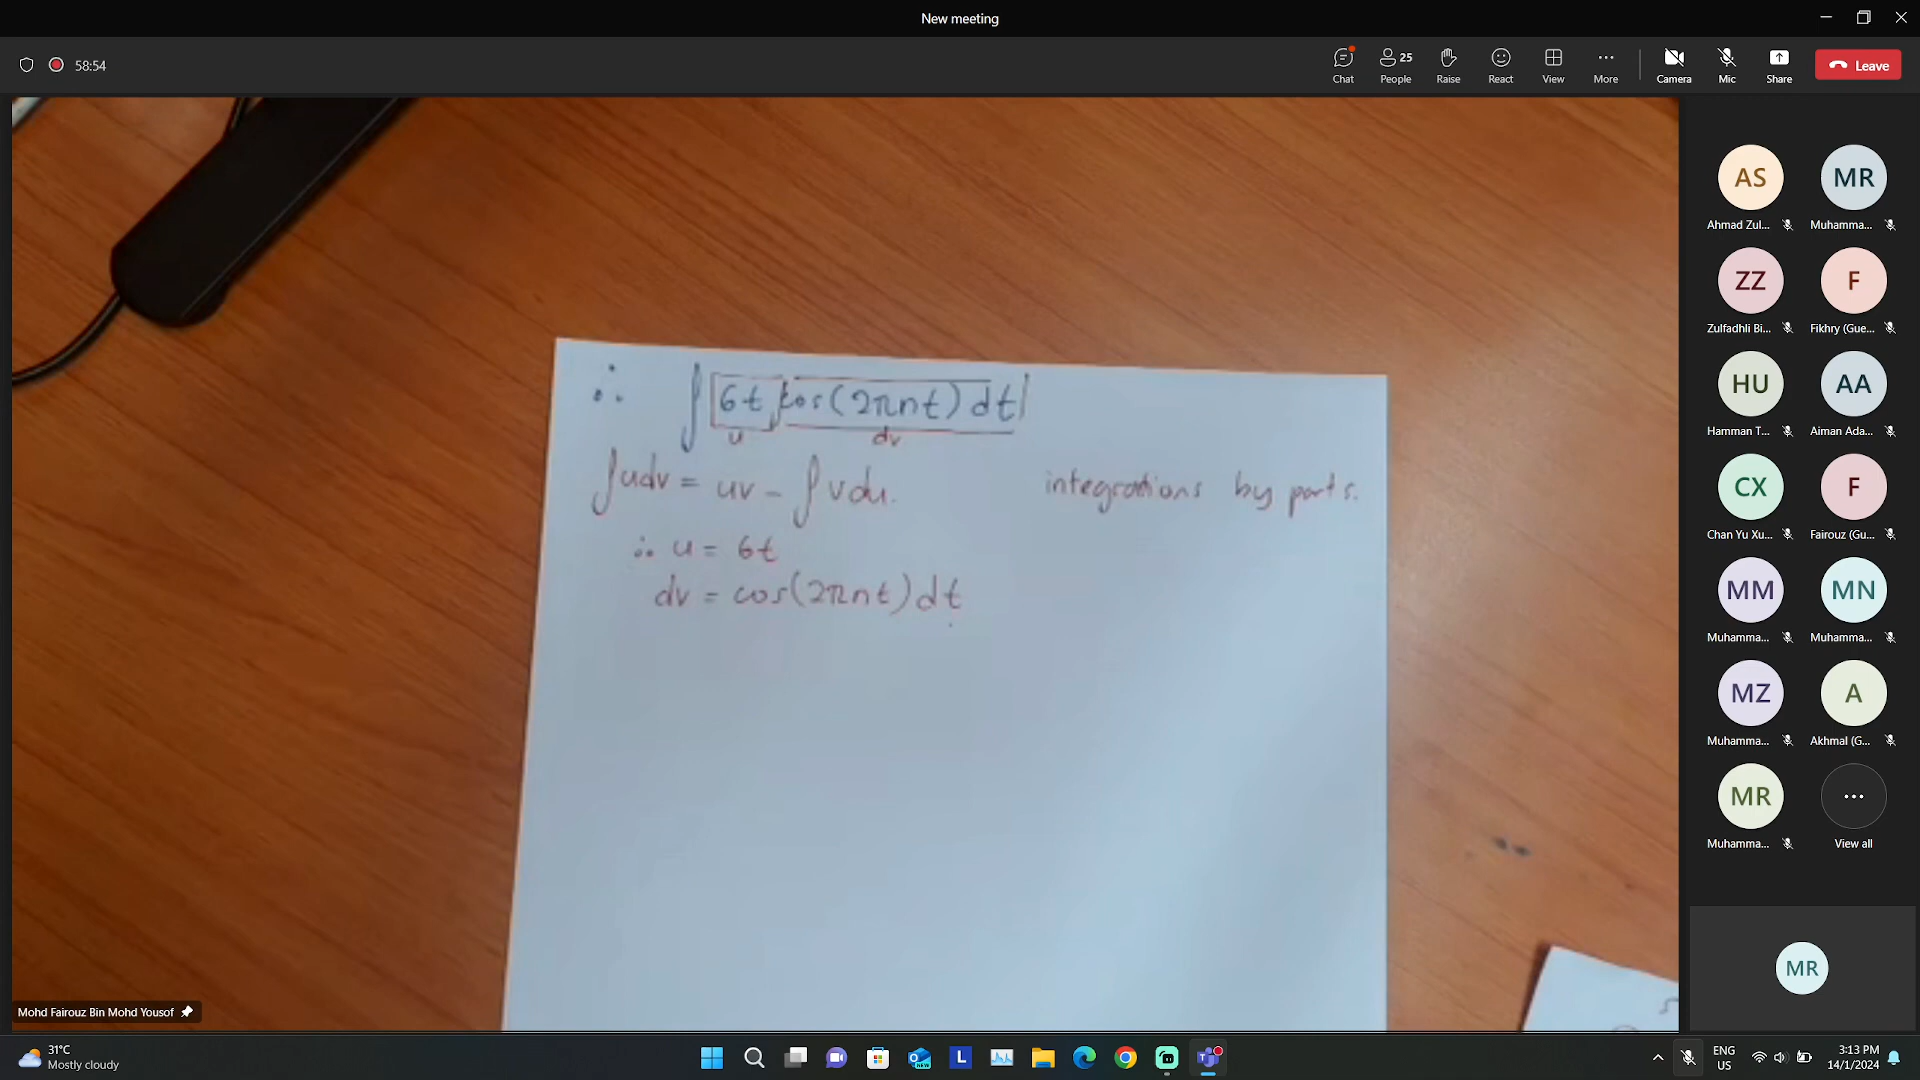 New meeting
58:54
Chat
25
People
Raise
React
View
More
Camera
Mic
Share
Leave
∴ ∫ 6t cos(2πnt) dt
u dv
∫udv = uv - ∫vdu. integrations by parts.
∴ u = 6t
dv = cos(2πnt)dt
AS
Ahmad Zul...
MR
Muhamma...
ZZ
Zulfadhli Bi...
F
Fikhry (Gue...
HU
Hamman T...
AA
Aiman Ada...
CX
Chan Yu Xu...
F
Fairouz (Gu...
MM
Muhamma...
MN
Muhamma...
MZ
Muhamma...
A
Akhmal (G...
MR
Muhamma...
...
View all
MR
Mohd Fairouz Bin Mohd Yousof
31°C
Mostly cloudy
NEW
L
ENG
US
3:13 PM
14/1/2024